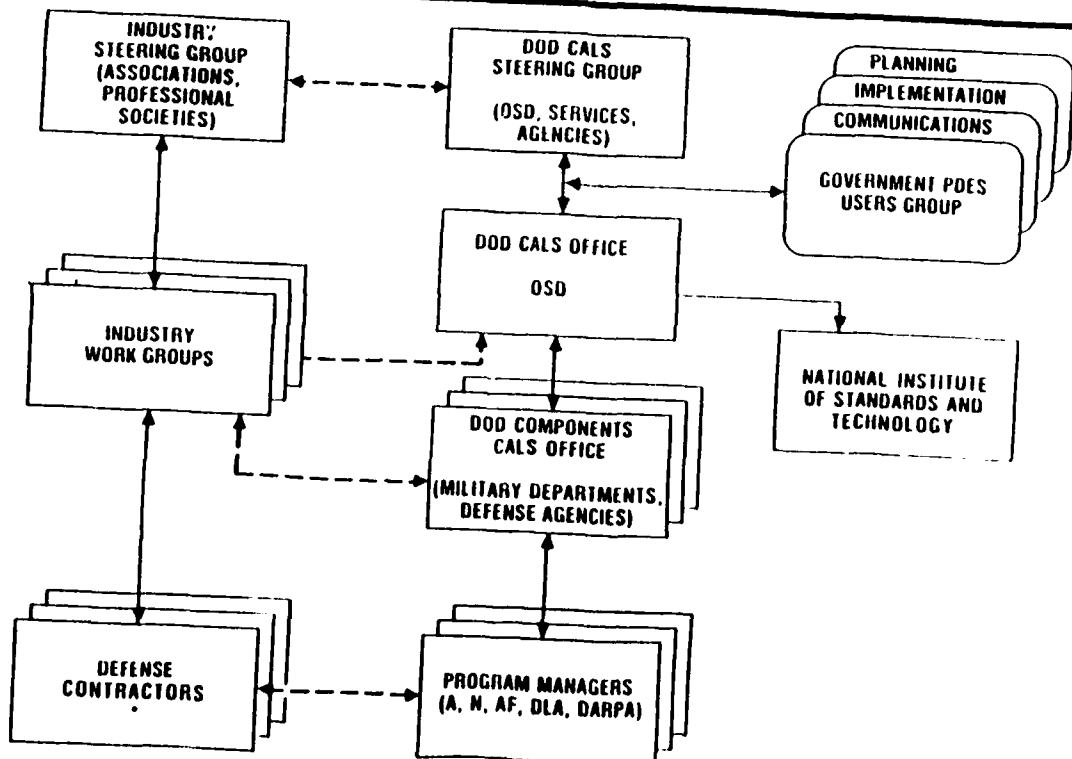 INDUSTRY
STEERING GROUP
(ASSOCIATIONS,
PROFESSIONAL
SOCIETIES)
DOD CALS
STEERING GROUP
(OSD, SERVICES,
AGENCIES)
PLANNING
IMPLEMENTATION
COMMUNICATIONS
GOVERNMENT PDES
USERS GROUP
DOD CALS OFFICE
OSD
INDUSTRY
WORK GROUPS
NATIONAL INSTITUTE
OF STANDARDS AND
TECHNOLOGY
DOD COMPONENTS
CALS OFFICE
(MILITARY DEPARTMENTS,
DEFENSE AGENCIES)
DEFENSE
CONTRACTORS
PROGRAM MANAGERS
(A, N, AF, DLA, DARPA)